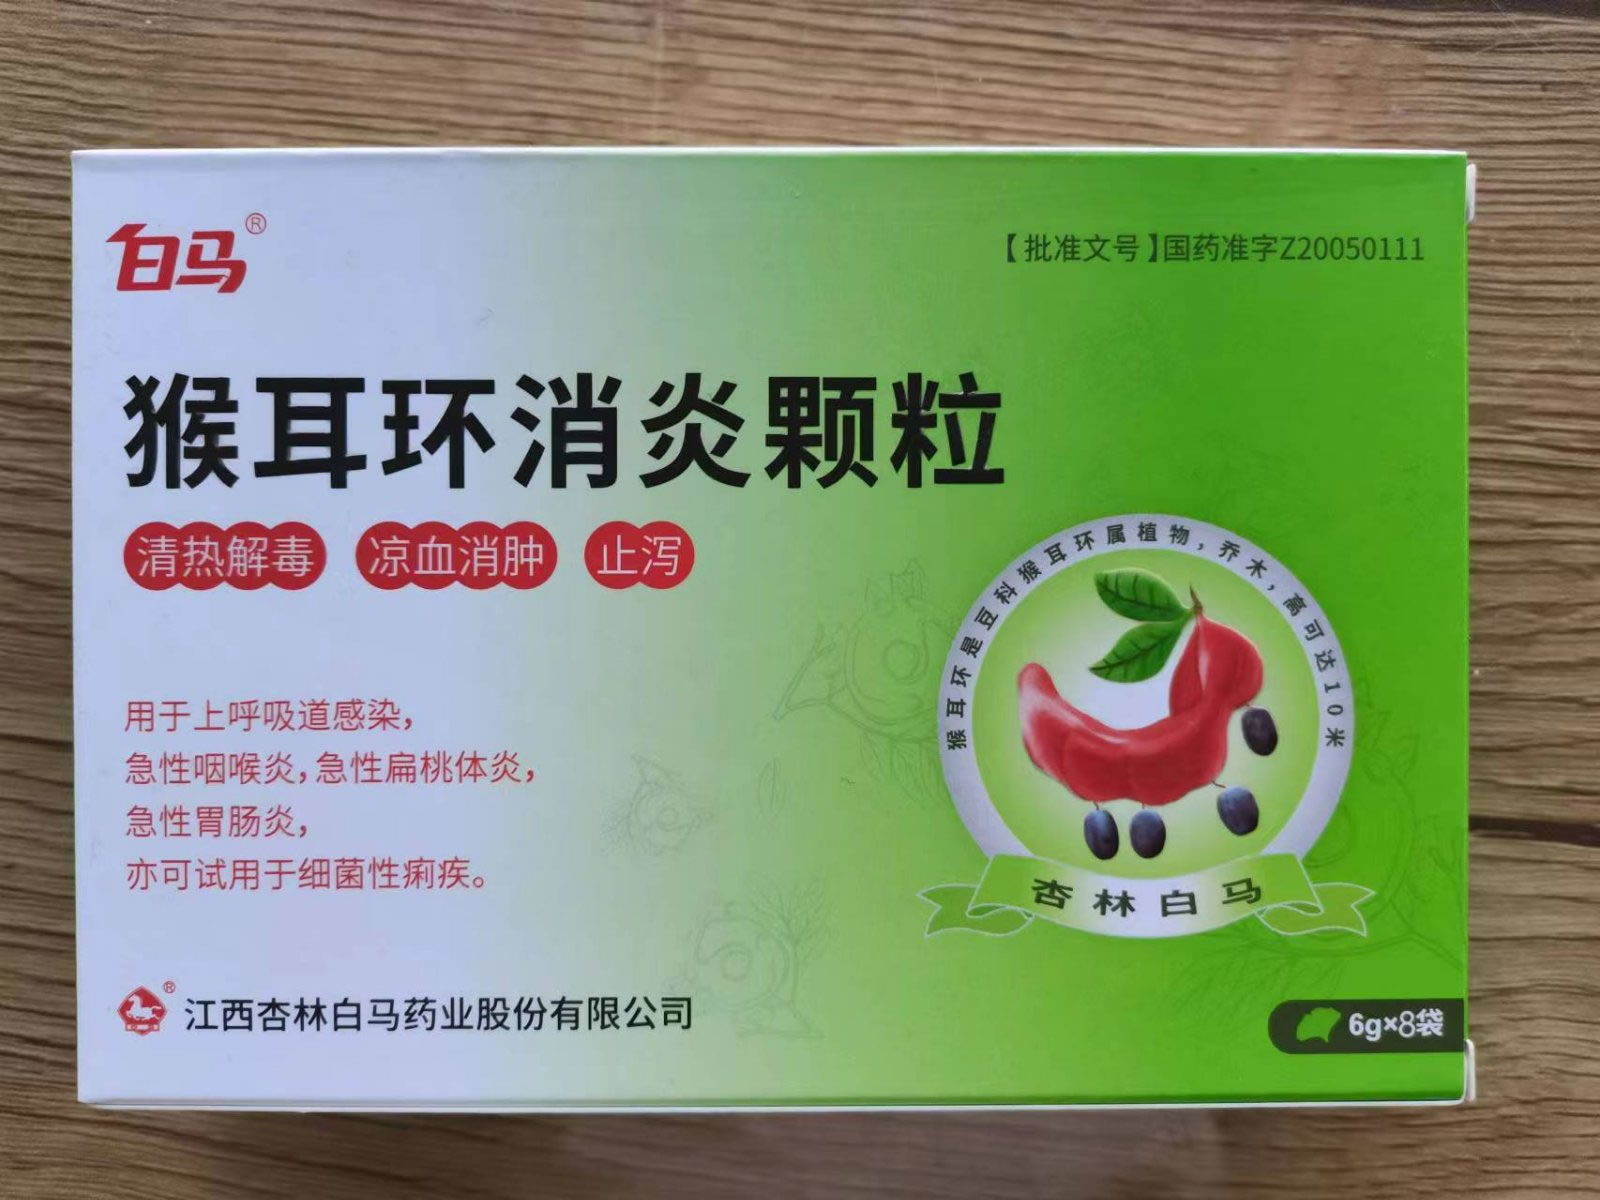 白马®
【批准文号】国药准字Z20050111
猴耳环消炎颗粒
清热解毒 凉血消肿 止泻
猴耳环是豆科猴耳环属植物，乔木，高可达10米
用于上呼吸道感染，
急性咽喉炎，急性扁桃体炎，
急性胃肠炎，
亦可试用于细菌性痢疾。
杏林白马
®
江西杏林白马药业股份有限公司
6g×8袋